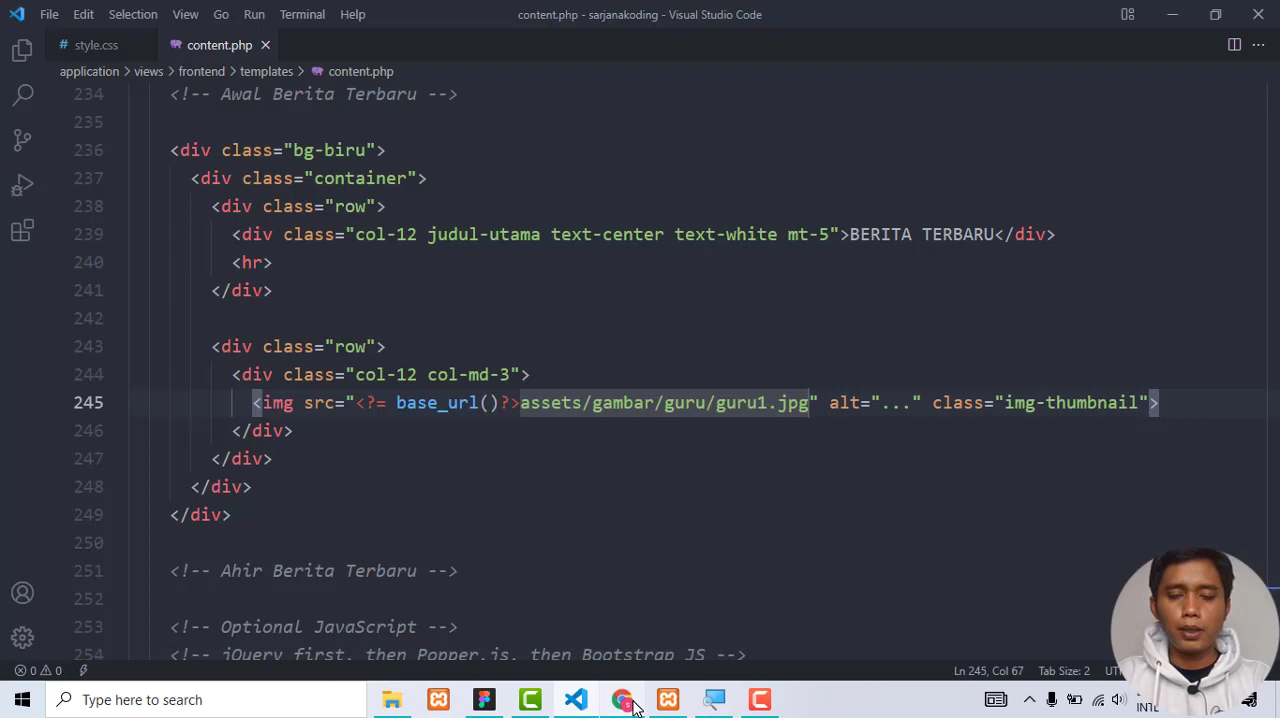 File Edit Selection View Go Run Terminal Help content.php - sarjanakoding - Visual Studio Code
# style.css content.php
application > views > frontend > templates > content.php
234 <!-- Awal Berita Terbaru -->
235
236 <div class="bg-biru">
237 <div class="container">
238 <div class="row">
239 <div class="col-12 judul-utama text-center text-white mt-5">BERITA TERBARU</div>
240 <hr>
241 </div>
242
243 <div class="row">
244 <div class="col-12 col-md-3">
245 <img src="<?= base_url()?>assets/gambar/guru/guru1.jpg" alt="..." class="img-thumbnail">
246 </div>
247 </div>
248 </div>
249 </div>
250
251 <!-- Ahir Berita Terbaru -->
252
253 <!-- Optional JavaScript -->
254 <!-- jQuery first, then Popper.js, then Bootstrap JS -->
0 0 Ln 245, Col 67 Tab Size: 2
Type here to search